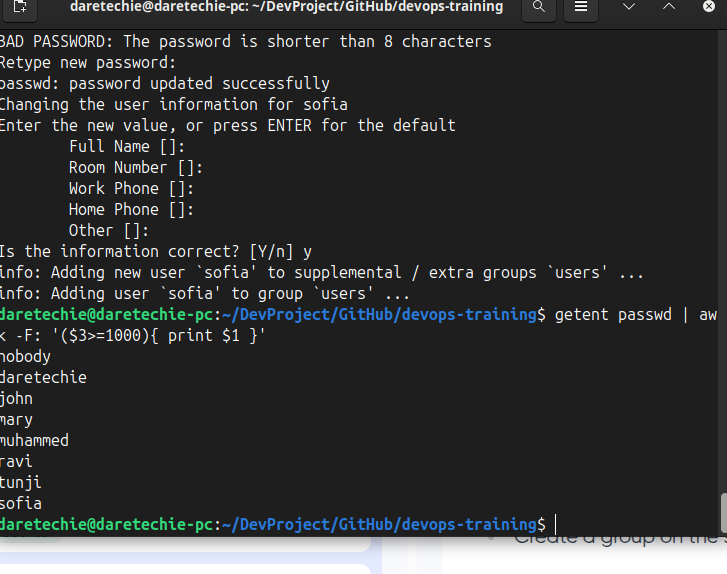 daretechie@daretechie-pc: ~/DevProject/GitHub/devops-training
BAD PASSWORD: The password is shorter than 8 characters
Retype new password:
passwd: password updated successfully
Changing the user information for sofia
Enter the new value, or press ENTER for the default
Full Name []:
Room Number []:
Work Phone []:
Home Phone []:
Other []:
Is the information correct? [Y/n] y
info: Adding new user `sofia' to supplemental / extra groups `users' ...
info: Adding user `sofia' to group `users' ...
daretechie@daretechie-pc:~/DevProject/GitHub/devops-training$ getent passwd | aw
k -F: '($3>=1000){ print $1 }'
nobody
daretechie
john
mary
muhammed
ravi
tunji
sofia
daretechie@daretechie-pc:~/DevProject/GitHub/devops-training$
Create a group on the